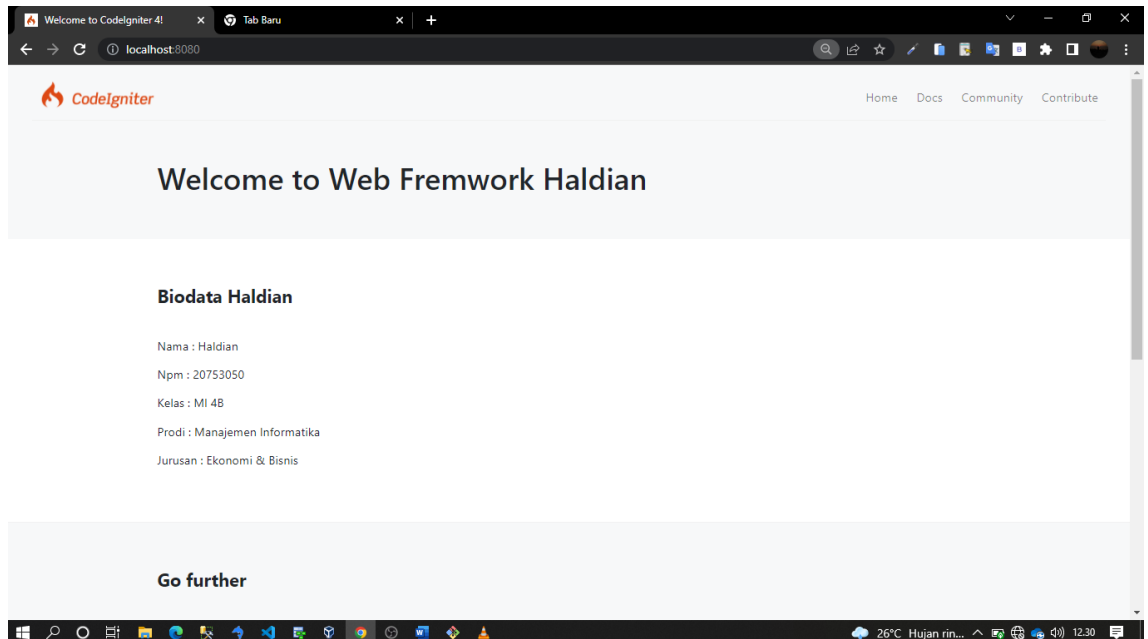 Welcome to CodeIgniter 4!
Tab Baru
localhost:8080
CodeIgniter
Home Docs Community Contribute
Welcome to Web Fremwork Haldian
Biodata Haldian
Nama : Haldian
Npm : 20753050
Kelas : MI 4B
Prodi : Manajemen Informatika
Jurusan : Ekonomi & Bisnis
Go further
26°C Hujan rin... 12.30